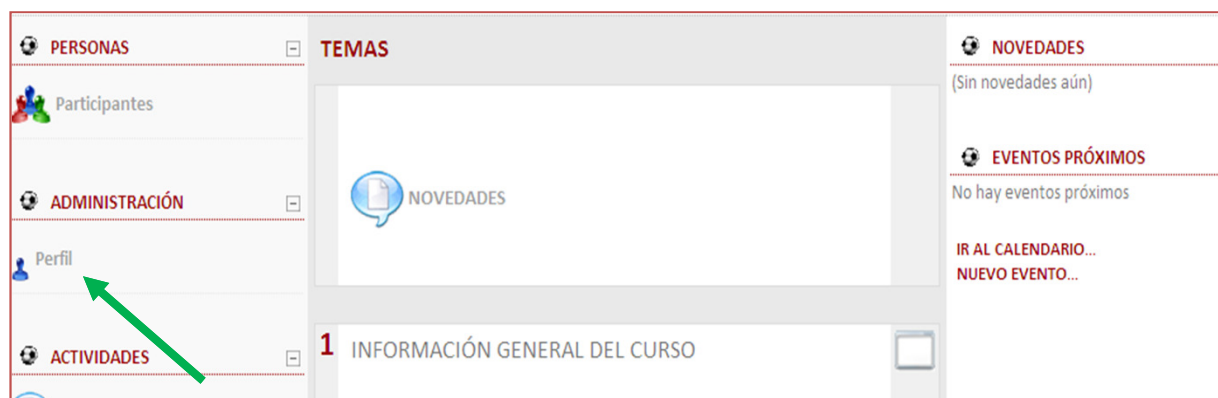 PERSONAS
Participantes
ADMINISTRACIÓN
Perfil
ACTIVIDADES
TEMAS
NOVEDADES
1 INFORMACIÓN GENERAL DEL CURSO
NOVEDADES
(Sin novedades aún)
EVENTOS PRÓXIMOS
No hay eventos próximos
IR AL CALENDARIO...
NUEVO EVENTO...